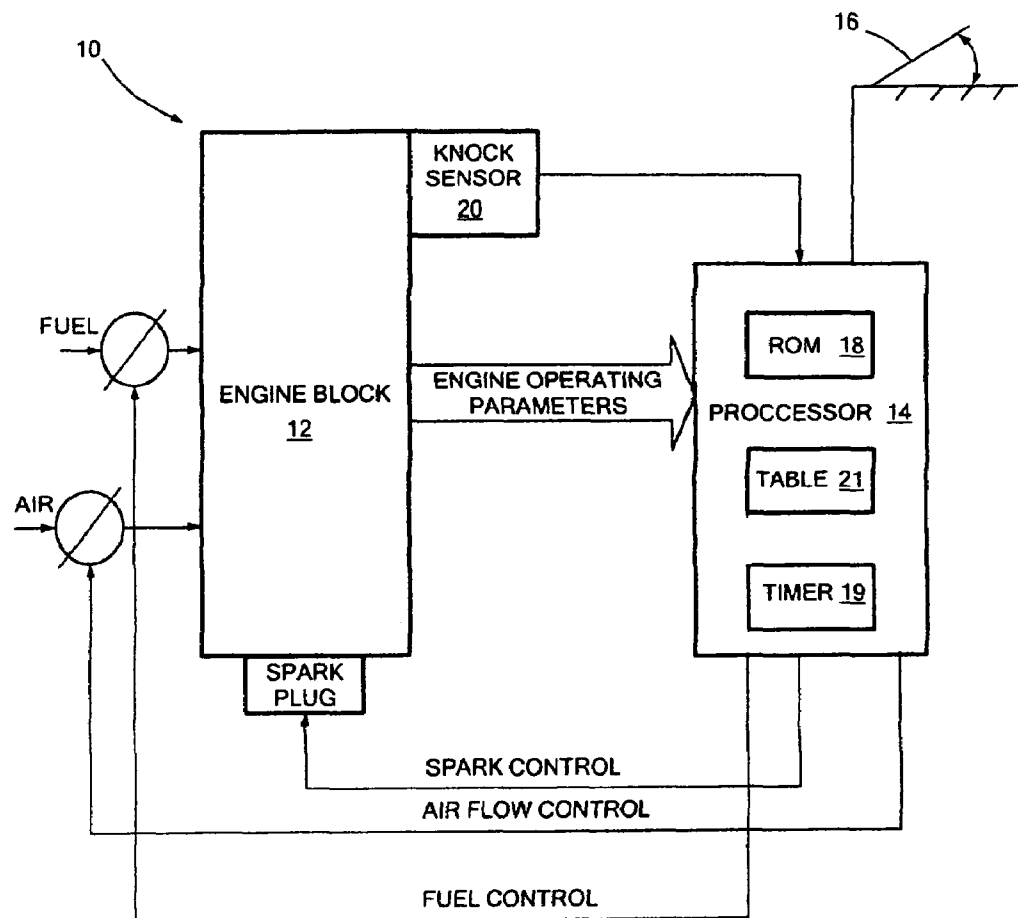 10
16
KNOCK
SENSOR
20
FUEL
ROM 18
ENGINE OPERATING
PARAMETERS
ENGINE BLOCK
12
PROCCESSOR 14
TABLE 21
AIR
TIMER 19
SPARK
PLUG
SPARK CONTROL
AIR FLOW CONTROL
FUEL CONTROL